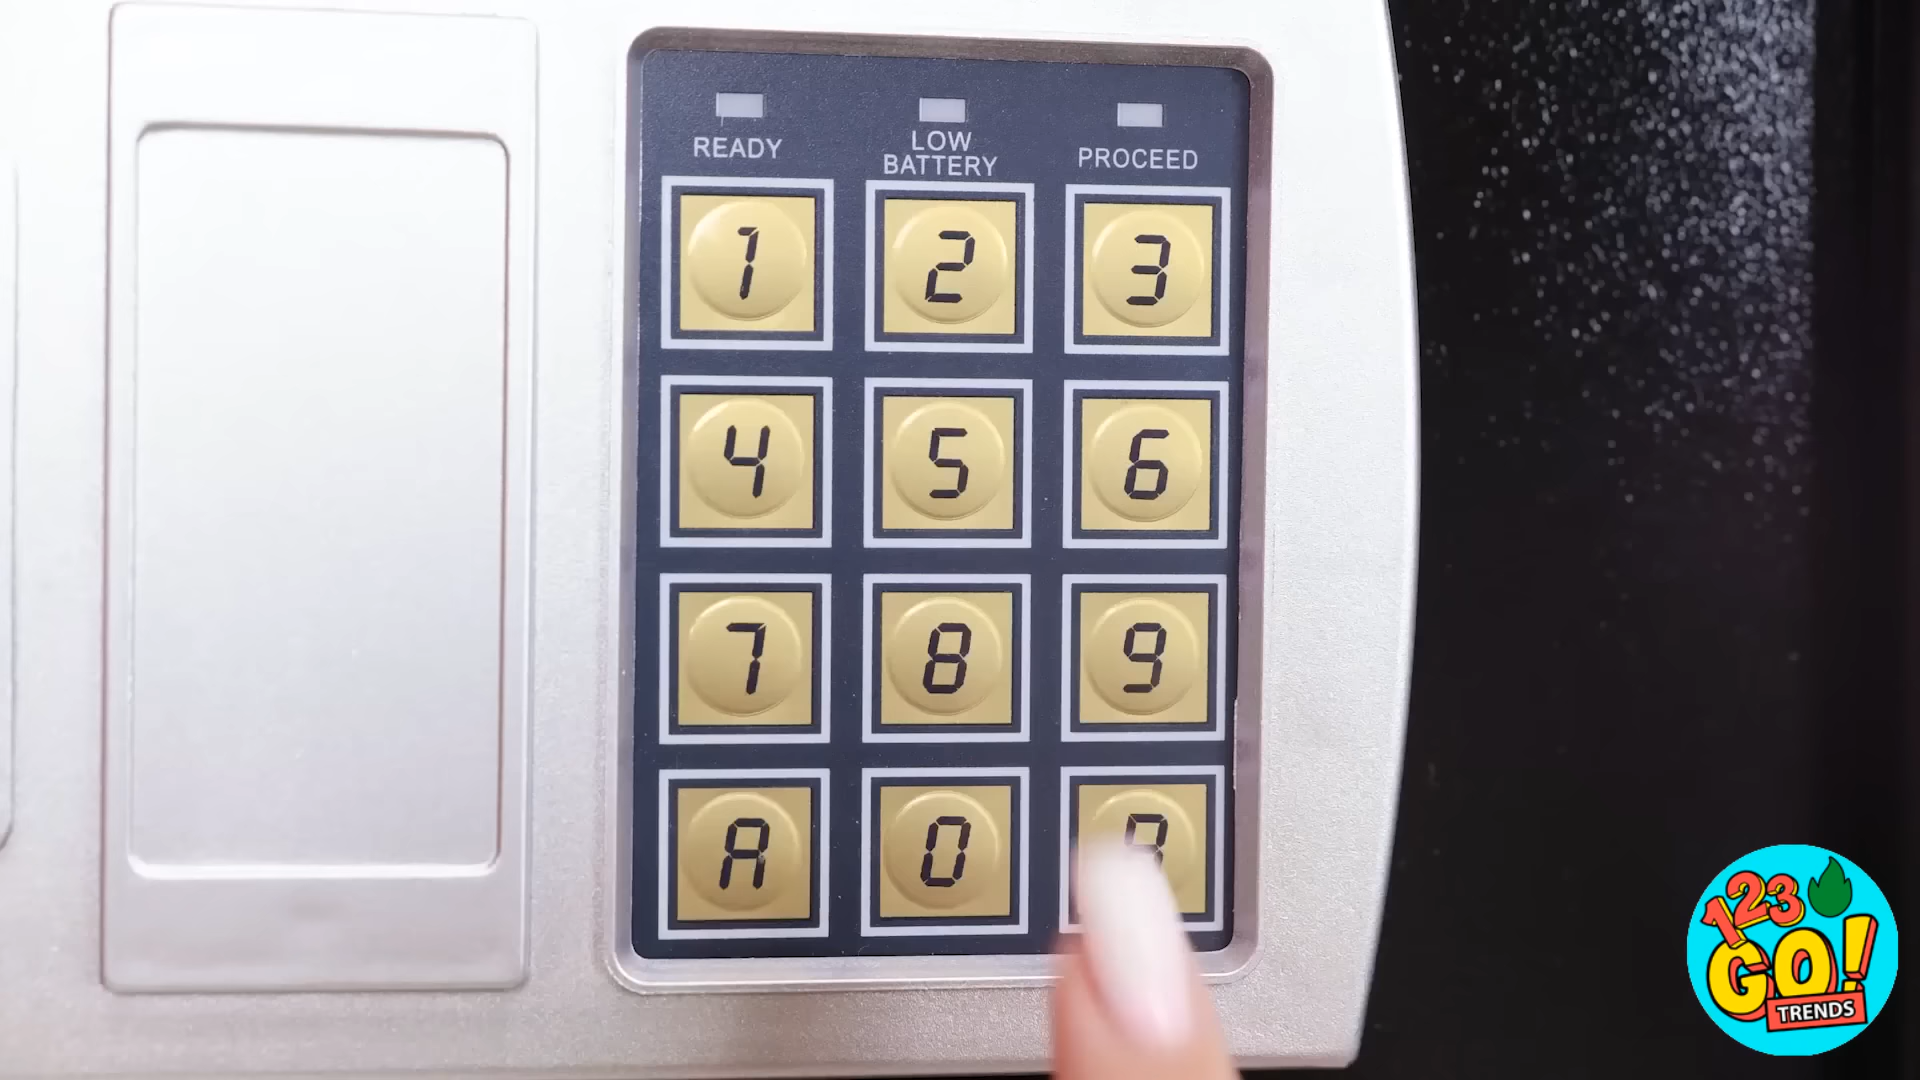 READY
LOW
BATTERY
PROCEED
1 2 3
4 5 6
7 8 9
A 0
123
GO!
TRENDS